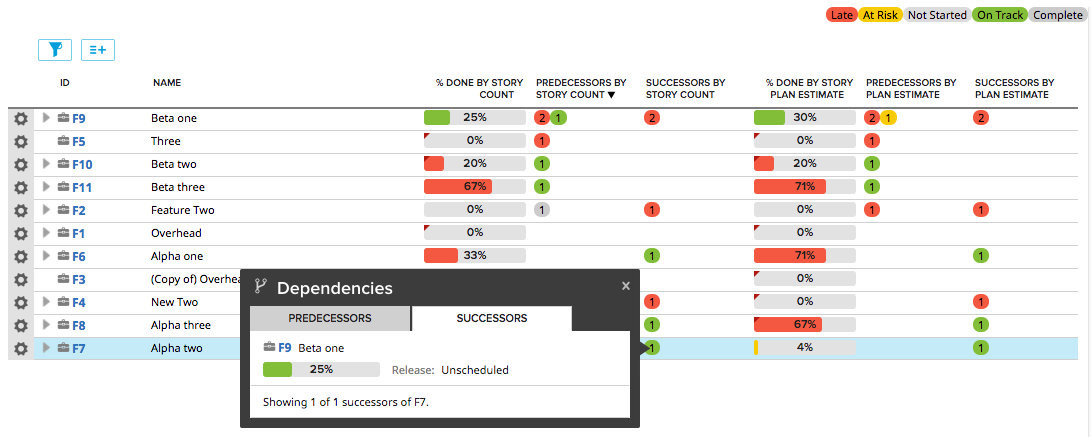 Late At Risk Not Started On Track Complete
ID NAME % DONE BY STORY COUNT PREDECESSORS BY STORY COUNT ▼ SUCCESSORS BY STORY COUNT % DONE BY STORY PLAN ESTIMATE PREDECESSORS BY PLAN ESTIMATE SUCCESSORS BY PLAN ESTIMATE
F9 Beta one 25% 2 1 2 30% 2 1 2
F5 Three 0% 1 0% 1
F10 Beta two 20% 1 20% 1
F11 Beta three 67% 1 71% 1
F2 Feature Two 0% 1 1 0% 1 1
F1 Overhead 0% 0%
F6 Alpha one 33% 1 71% 1
F3 (Copy of) Overhea 0%
F4 New Two 1 0% 1
F8 Alpha three 1 67% 1
F7 Alpha two 1 4% 1
Dependencies x
PREDECESSORS SUCCESSORS
F9 Beta one
25% Release: Unscheduled
Showing 1 of 1 successors of F7.